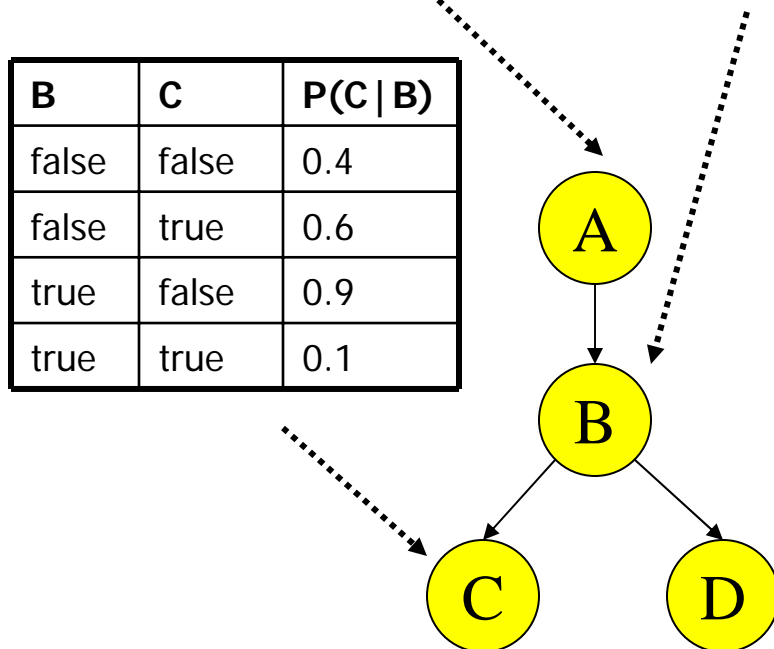 B C P(C|B)
false false 0.4
false true 0.6
true false 0.9
true true 0.1
A
B
C D